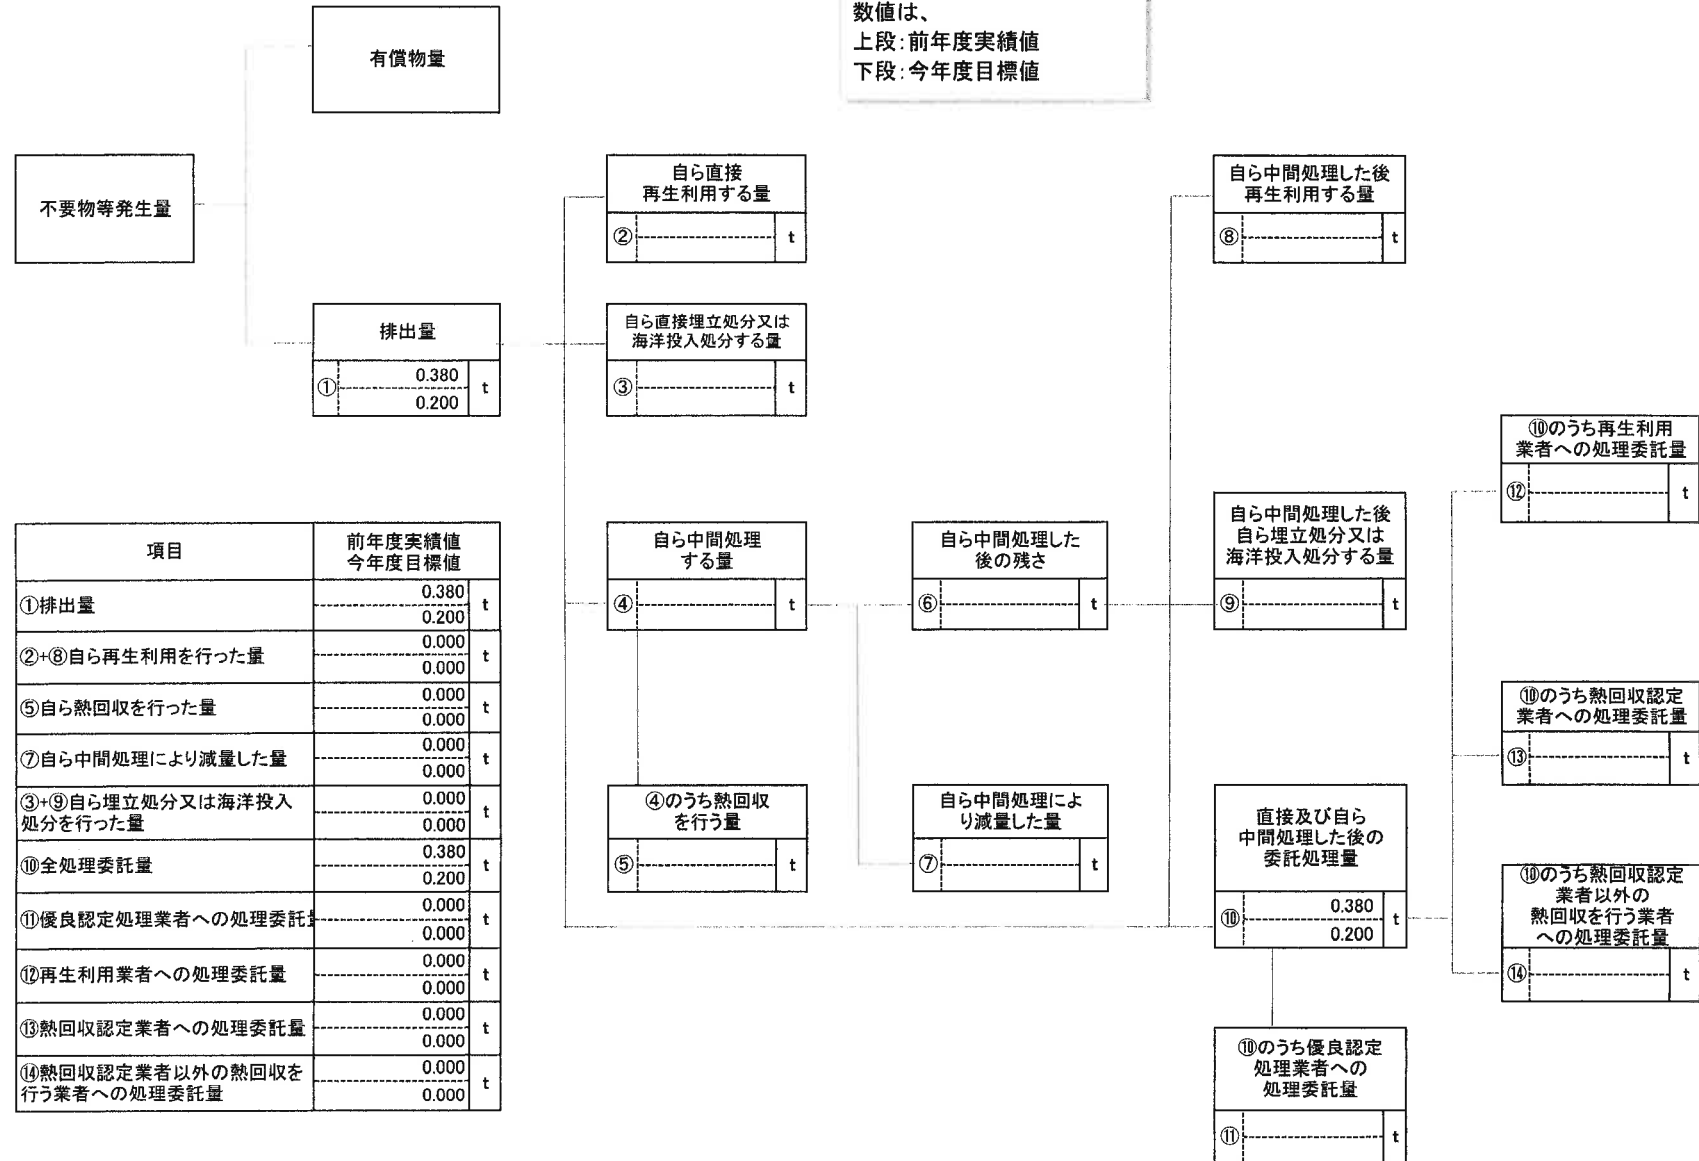 数値は、
上段:前年度実績値
下段:今年度目標値
有償物量
不要物等発生量
排出量
① 0.380 t
0.200
自ら直接
再生利用する量
② t
自ら直接埋立処分又は
海洋投入処分する量
③ t
自ら中間処理
する量
④ t
④のうち熱回収
を行う量
⑤ t
自ら中間処理した
後の残さ
⑥ t
自ら中間処理によ
り減量した量
⑦ t
自ら中間処理した後
再生利用する量
⑧ t
自ら中間処理した後
自ら埋立処分又は
海洋投入処分する量
⑨ t
直接及び自ら
中間処理した後の
委託処理量
⑩ 0.380 t
0.200
⑩のうち優良認定
処理業者への
処理委託量
⑪ t
⑩のうち再生利用
業者への処理委託量
⑫ t
⑩のうち熱回収認定
業者への処理委託量
⑬ t
⑩のうち熱回収認定
業者以外の
熱回収を行う業者
への処理委託量
⑭ t
項目 前年度実績値
今年度目標値
①排出量 0.380 t
0.200
②+⑧自ら再生利用を行った量 0.000 t
0.000
⑤自ら熱回収を行った量 0.000 t
0.000
⑦自ら中間処理により減量した量 0.000 t
0.000
③+⑨自ら埋立処分又は海洋投入
処分を行った量 0.000 t
0.000
⑩全処理委託量 0.380 t
0.200
⑪優良認定処理業者への処理委託 0.000 t
0.000
⑫再生利用業者への処理委託量 0.000 t
0.000
⑬熱回収認定業者への処理委託量 0.000 t
0.000
⑭熱回収認定業者以外の熱回収を
行う業者への処理委託量 0.000 t
0.000